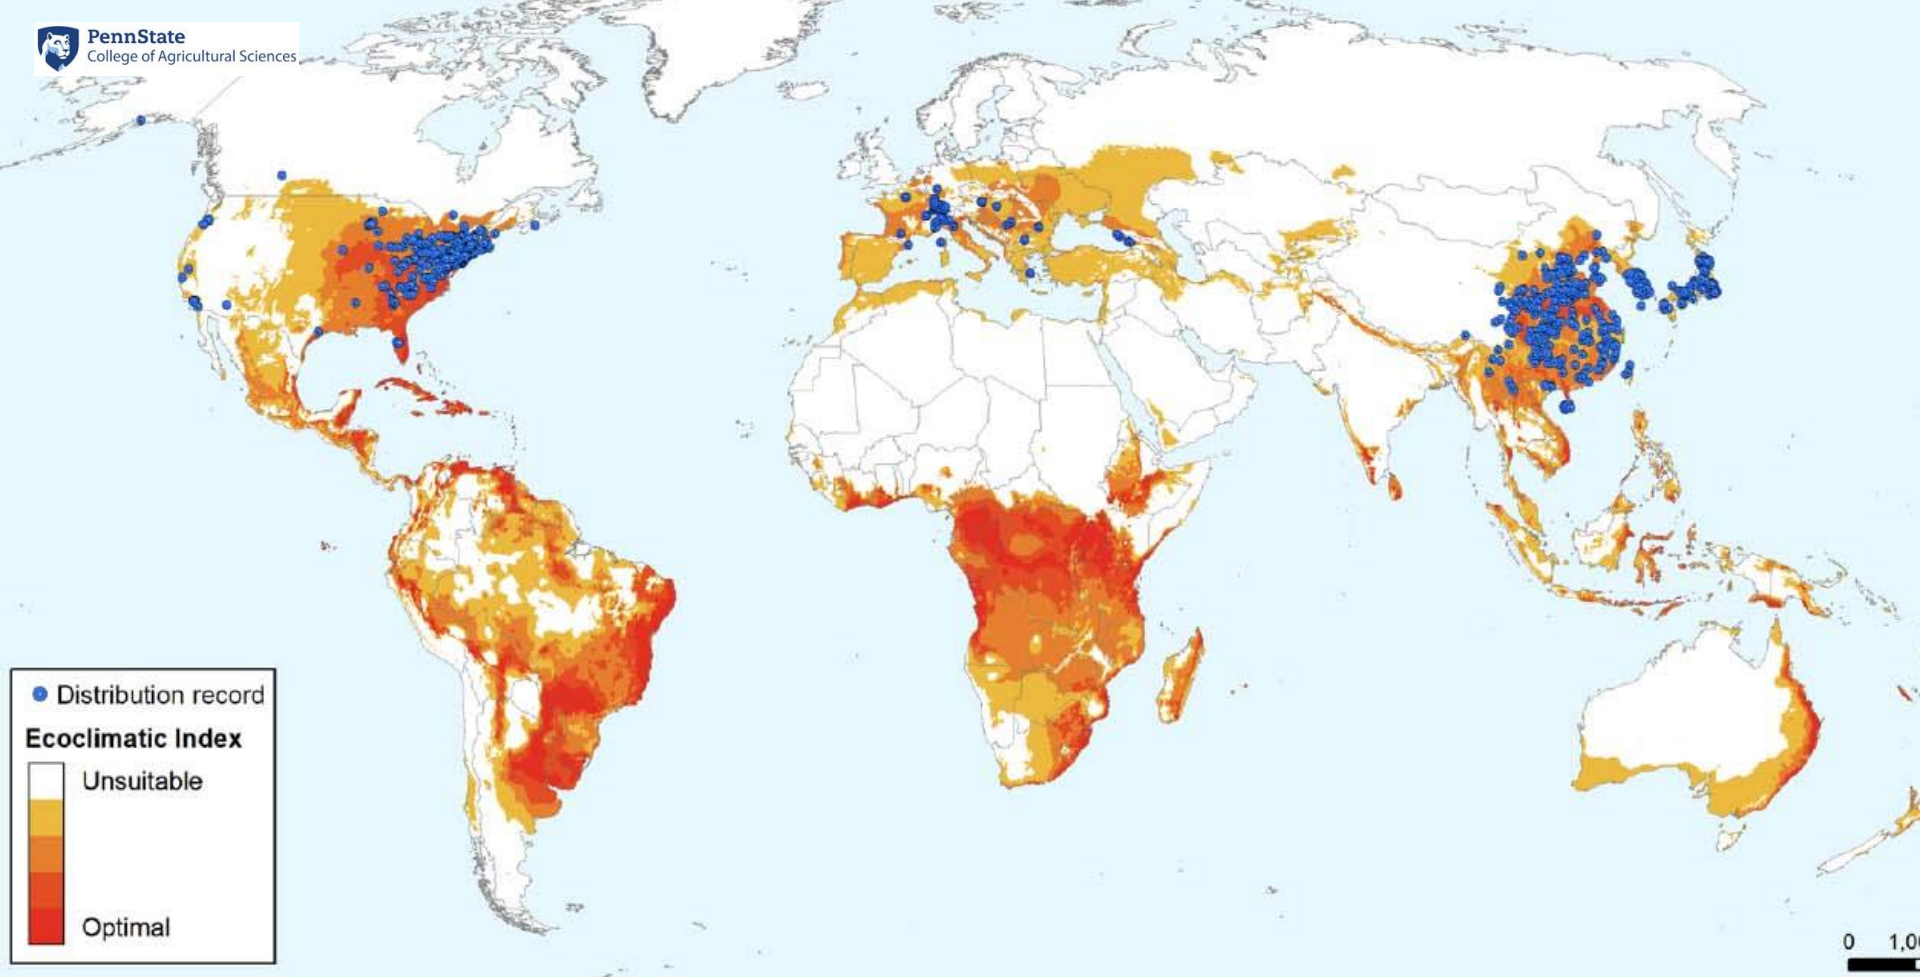 PennState
College of Agricultural Sciences
Distribution record
Ecoclimatic Index
Unsuitable
Optimal
0